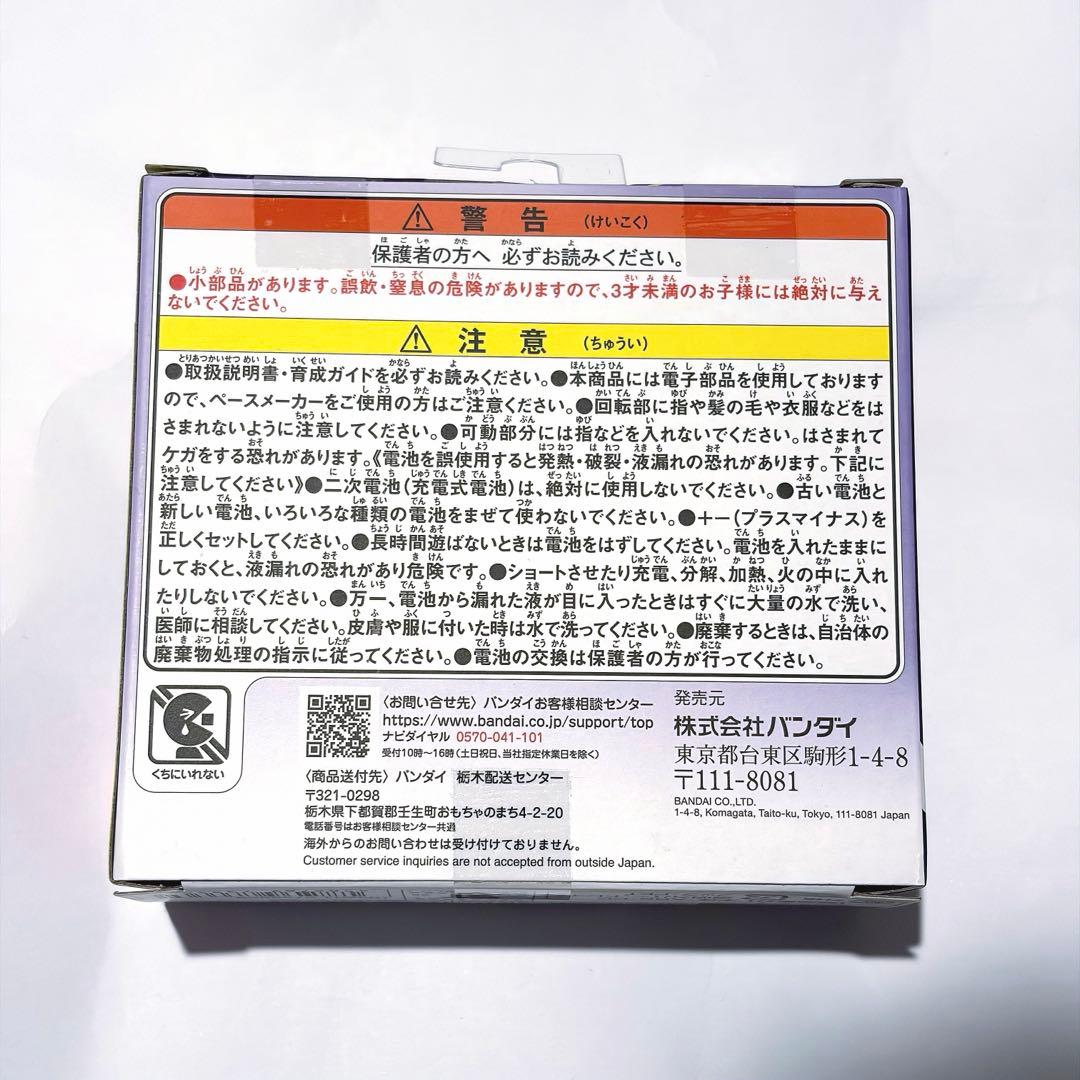 警告 (けいこく)
保護者の方へ 必ずお読みください。
●小部品があります。誤飲・窒息の危険がありますので、3才未満のお子様には絶対に与え
ないでください。
注意 (ちゅうい)
●取扱説明書・育成ガイドを必ずお読みください。●本商品には電子部品を使用しております
ので、ペースメーカーをご使用の方はご注意ください。●回転部に指や髪の毛や衣服などをは
さまれないように注意してください。●可動部分には指などを入れないでください。はさまれて
ケガをする恐れがあります。《電池を誤使用すると発熱・破裂・液漏れの恐れがあります。下記に
注意してください》●二次電池(充電式電池)は、絶対に使用しないでください。●古い電池と
新しい電池、いろいろな種類の電池をまぜて使わないでください。●+-(プラスマイナス)を
正しくセットしてください。●長時間遊ばないときは電池をはずしてください。電池を入れたままに
しておくと、液漏れの恐れがあり危険です。●ショートさせたり充電、分解、加熱、火の中に入れ
たりしないでください。●万一、電池から漏れた液が目に入ったときはすぐに大量の水で洗い、
医師に相談してください。皮膚や服に付いた時は水で洗ってください。●廃棄するときは、自治体の
廃棄物処理の指示に従ってください。●電池の交換は保護者の方が行ってください。
くちにいれない
〈お問い合せ先〉バンダイお客様相談センター
https://www.bandai.co.jp/support/top
ナビダイヤル 0570-041-101
受付10時~16時(土日祝日、当社指定休業日を除く)
〈商品送付先〉バンダイ 栃木配送センター
〒321-0298
栃木県下都賀郡壬生町おもちゃのまち4-2-20
電話番号はお客様相談センター共通
海外からのお問い合わせは受け付けておりません。
Customer service inquiries are not accepted from outside Japan.
発売元
株式会社バンダイ
東京都台東区駒形1-4-8
〒111-8081
BANDAI CO.,LTD.
1-4-8, Komagata, Taito-ku, Tokyo, 111-8081 Japan